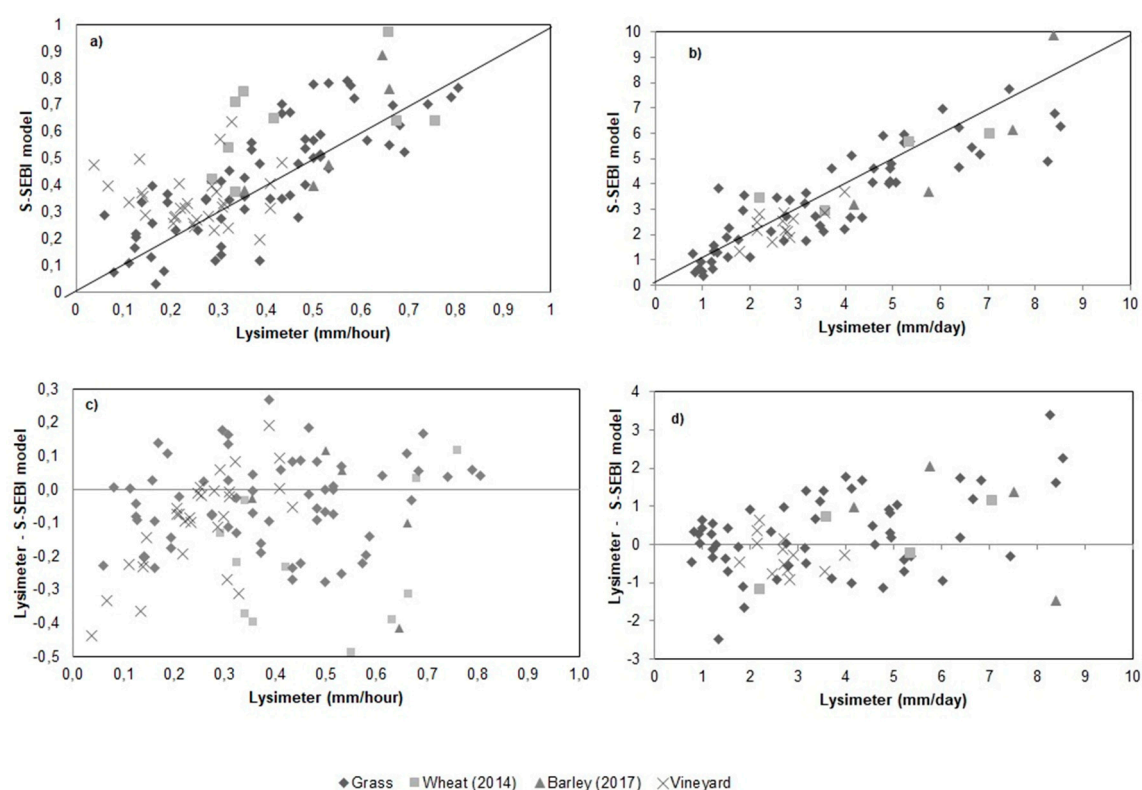 a)
S-SEBI model
1
0,9
0,8
0,7
0,6
0,5
0,4
0,3
0,2
0,1
0
0 0,1 0,2 0,3 0,4 0,5 0,6 0,7 0,8 0,9 1
Lysimeter (mm/hour)
b)
S-SEBI model
10
9
8
7
6
5
4
3
2
1
0
0 1 2 3 4 5 6 7 8 9 10
Lysimeter (mm/day)
c)
Lysimeter - S-SEBI model
0,3
0,2
0,1
0,0
-0,1
-0,2
-0,3
-0,4
-0,5
0,0 0,1 0,2 0,3 0,4 0,5 0,6 0,7 0,8 0,9 1,0
Lysimeter (mm/hour)
d)
Lysimeter - S-SEBI model
4
3
2
1
0
-1
-2
-3
0 1 2 3 4 5 6 7 8 9 10
Lysimeter (mm/day)
Grass Wheat (2014) Barley (2017) Vineyard